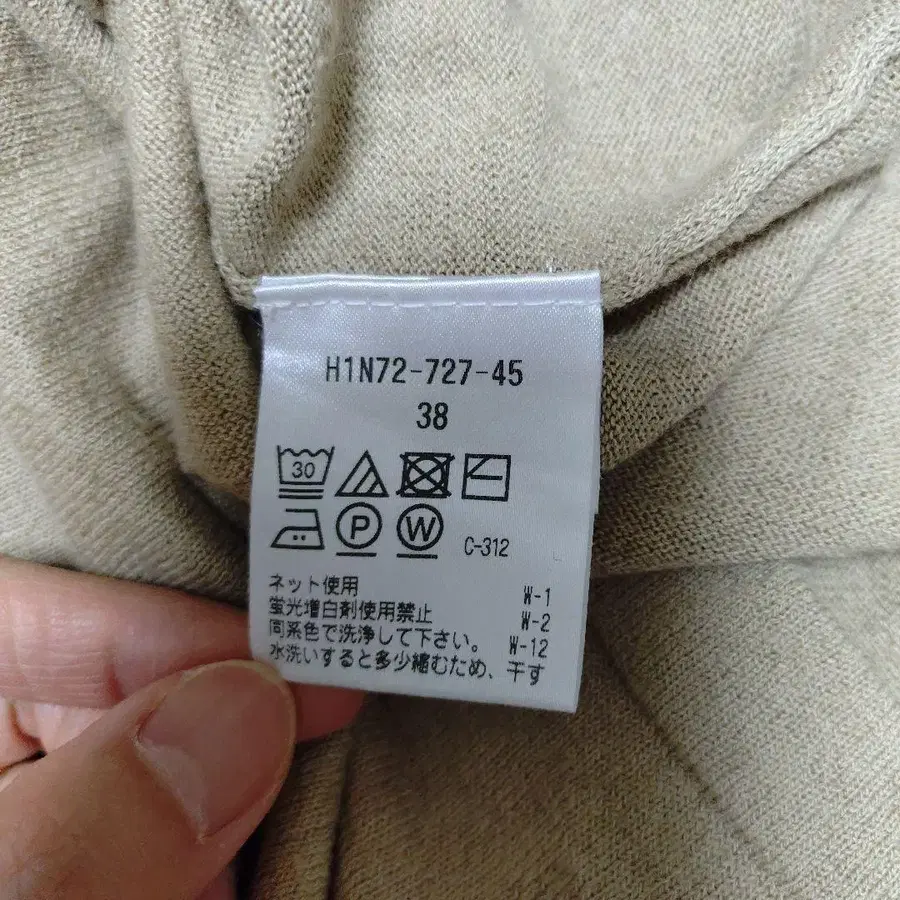 H1N72-727-45
38
30
P W C-312
ネット使用 W-1
蛍光増白剤使用禁止 W-2
同系色で洗浄して下さい。 W-12
水洗いすると多少縮むため、干す